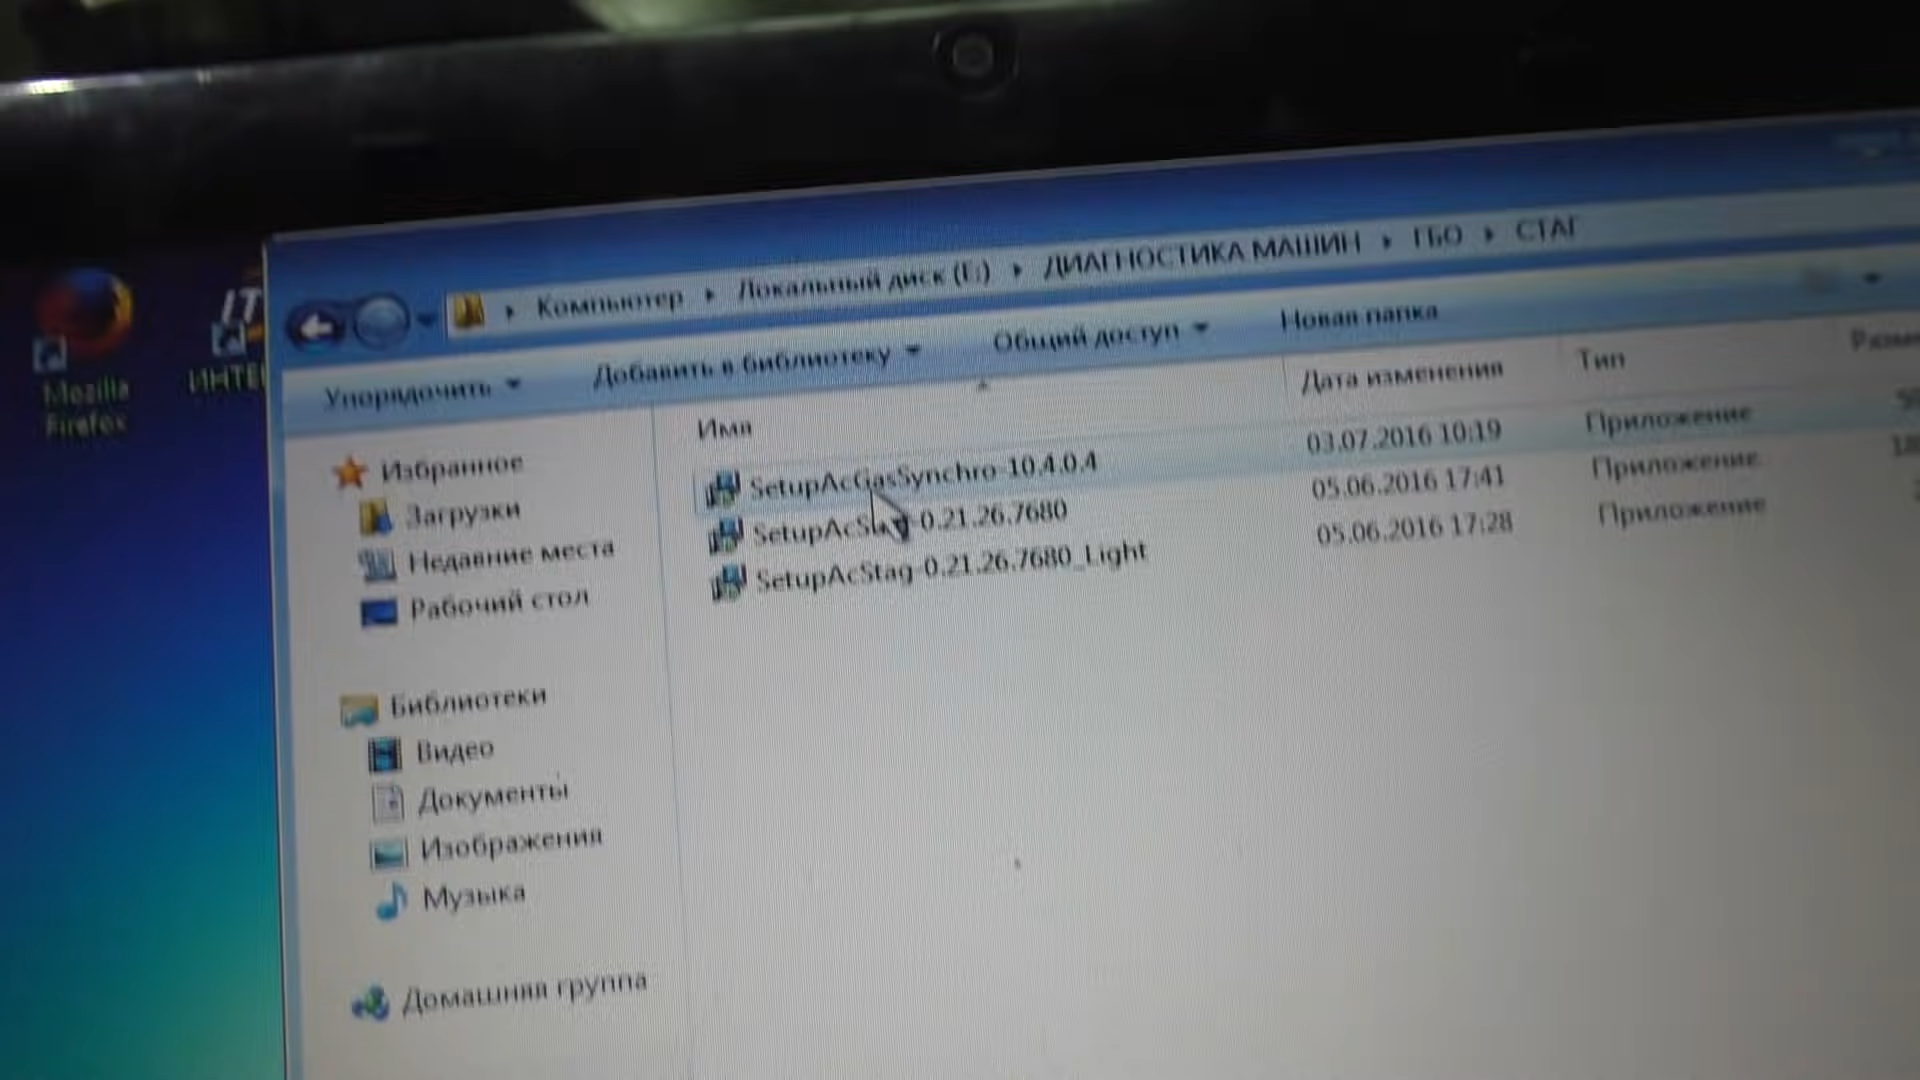 Компьютер ▸ Локальный диск (E:) ▸ ДИАГНОСТИКА МАШИН ▸ ГБО ▸ СТАГ
Упорядочить Добавить в библиотеку Общий доступ Новая папка
Mozilla Firefox
Имя Дата изменения Тип
SetupAcGasSynchro-10.4.0.4 03.07.2016 10:19 Приложение
SetupAcStag-0.21.26.7680 05.06.2016 17:41 Приложение
SetupAcStag-0.21.26.7680_Light 05.06.2016 17:28 Приложение
Избранное
Загрузки
Недавние места
Рабочий стол
Библиотеки
Видео
Документы
Изображения
Музыка
Домашняя группа